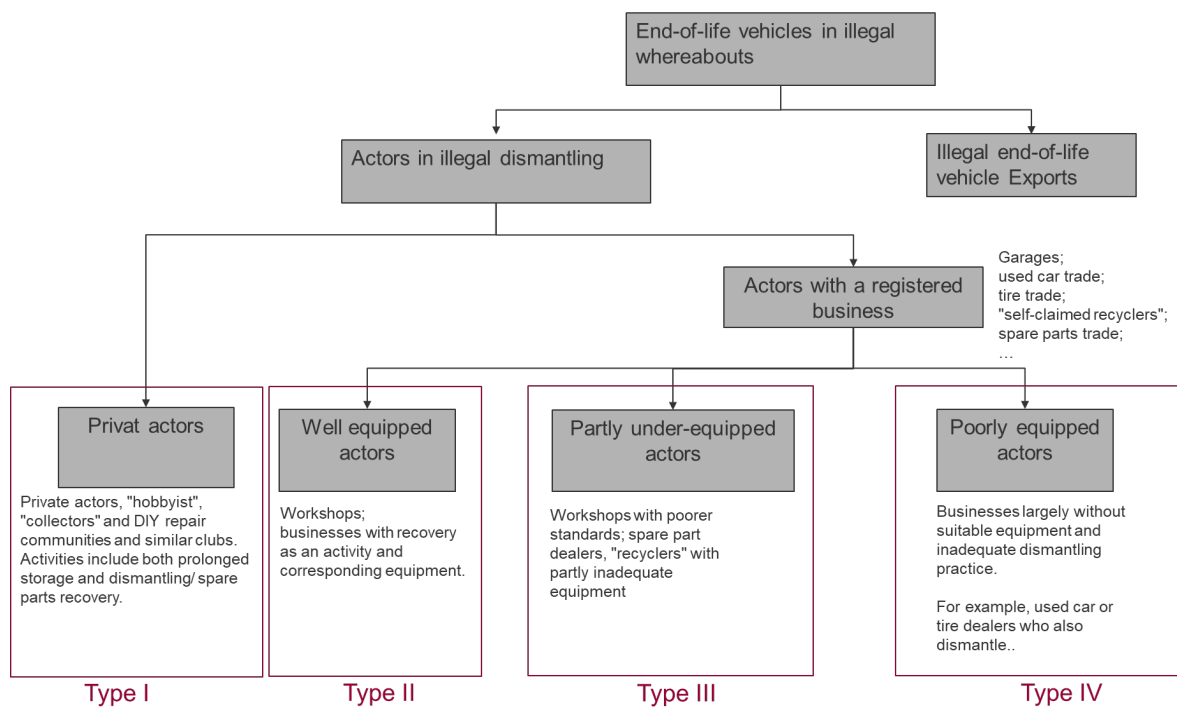 End-of-life vehicles in illegal
whereabouts
Actors in illegal dismantling
Illegal end-of-life
vehicle Exports
Actors with a registered
business
Garages;
used car trade;
tire trade;
"self-claimed recyclers";
spare parts trade;
…
Privat actors
Private actors, "hobbyist",
"collectors" and DIY repair
communities and similar clubs.
Activities include both prolonged
storage and dismantling/ spare
parts recovery.
Type I
Well equipped
actors
Workshops;
businesses with recovery
as an activity and
corresponding equipment.
Type II
Partly under-equipped
actors
Workshops with poorer
standards; spare part
dealers, "recyclers" with
partly inadequate
equipment
Type III
Poorly equipped
actors
Businesses largely without
suitable equipment and
inadequate dismantling
practice.
For example, used car or
tire dealers who also
dismantle..
Type IV